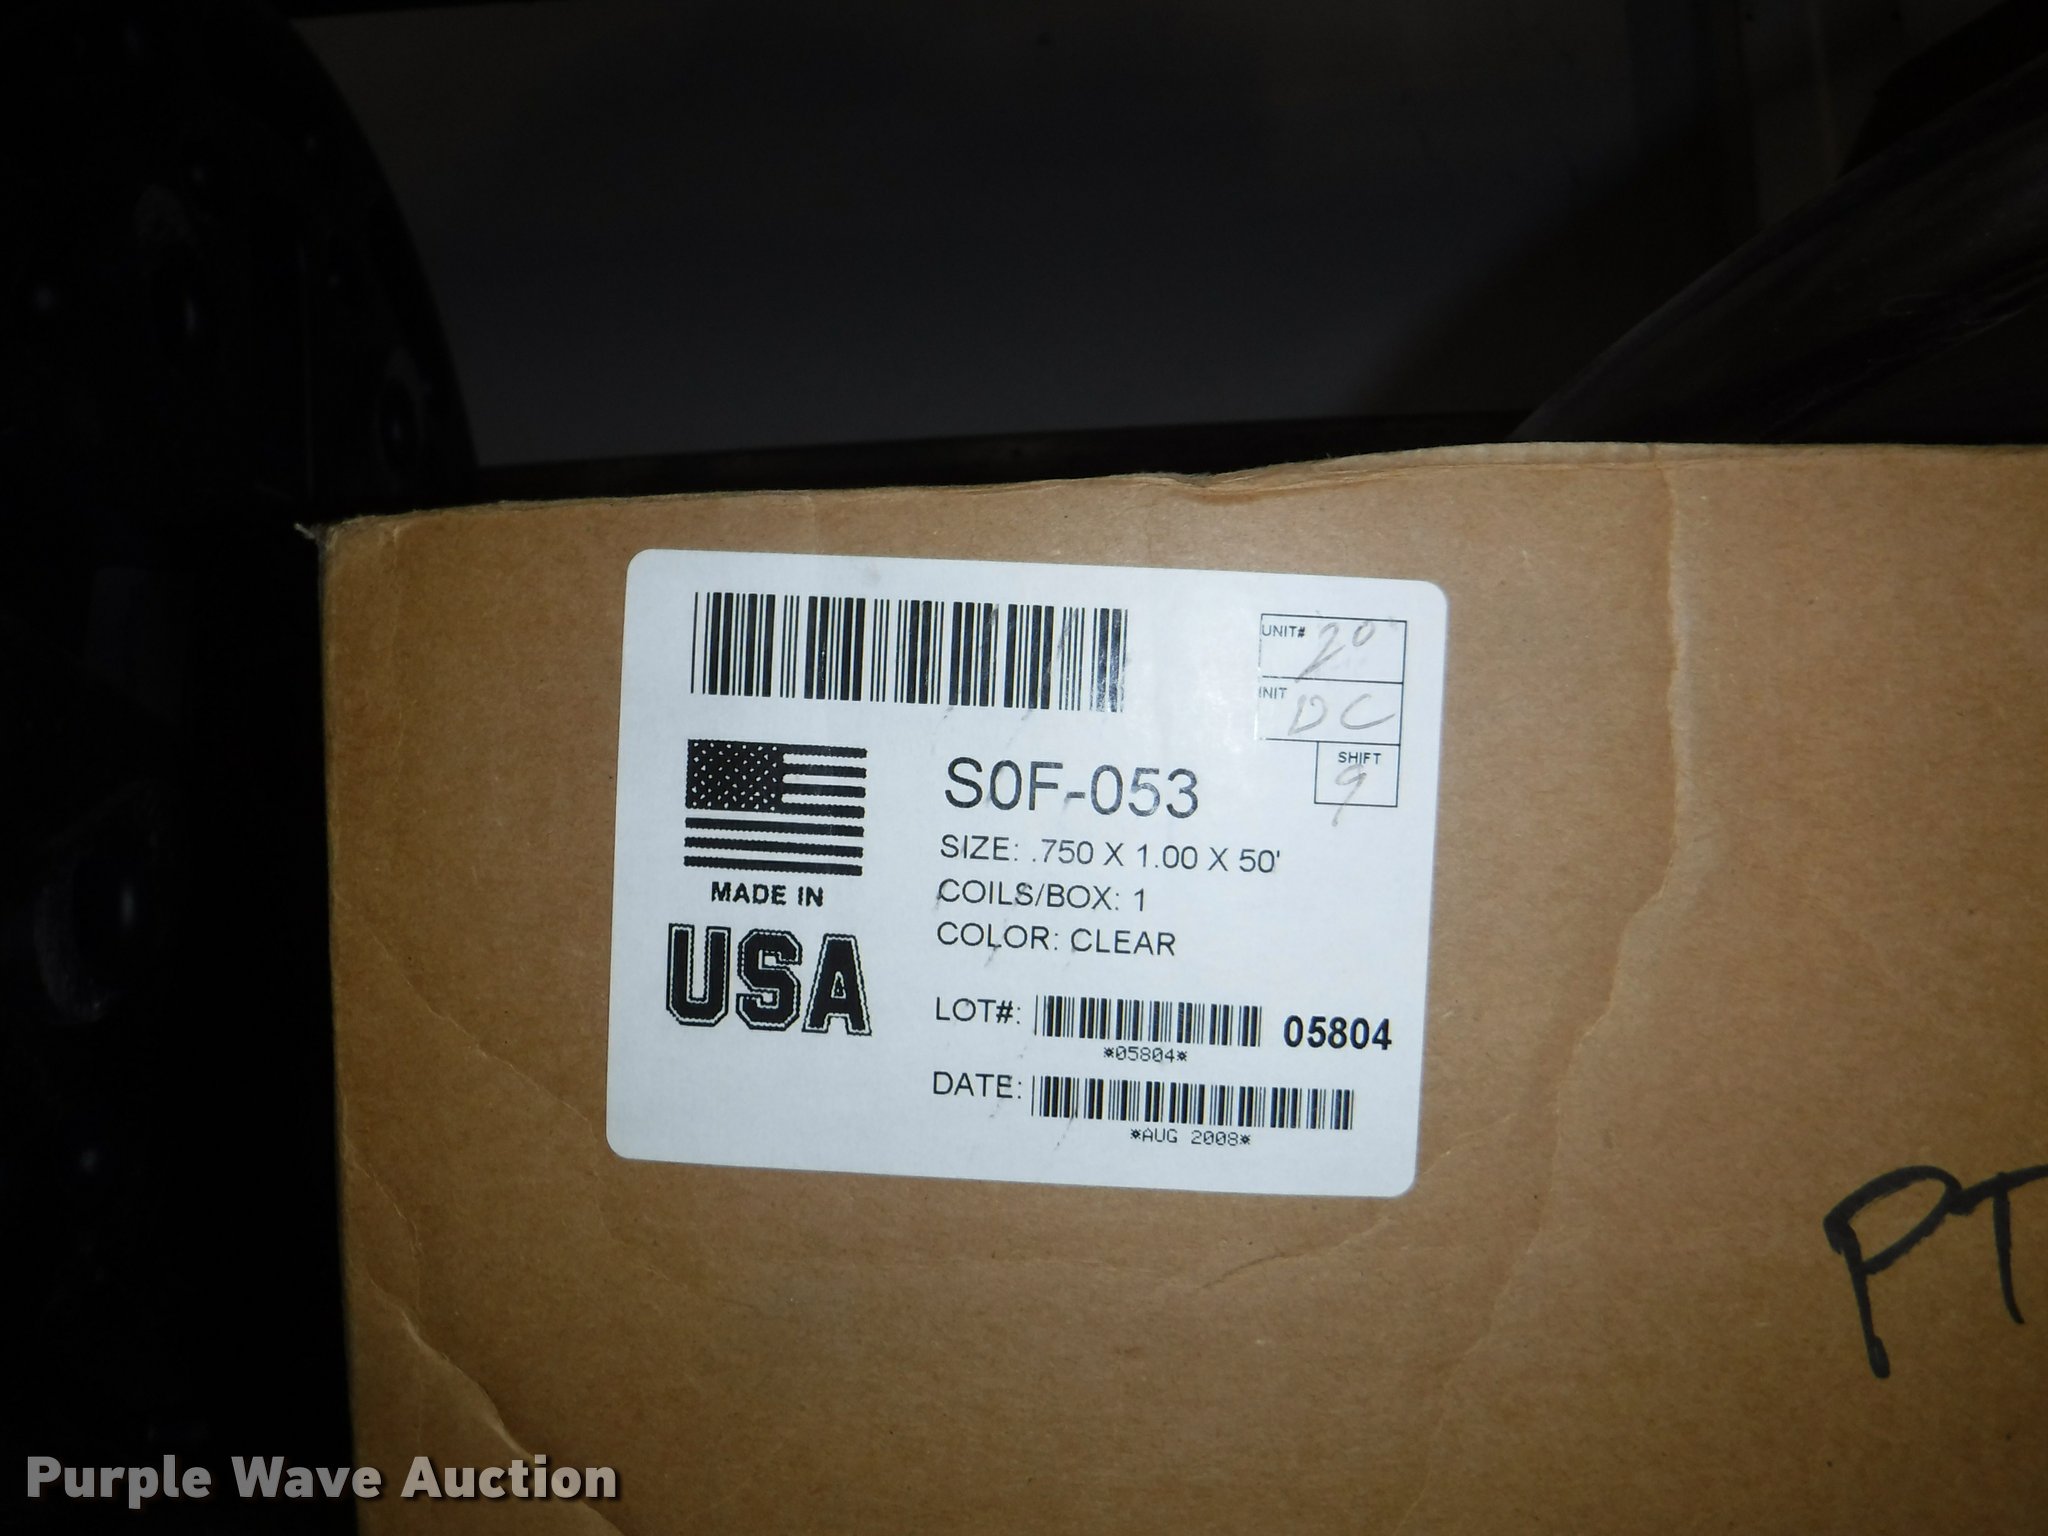 UNIT# 20
INIT DC
SHIFT
9
S0F-053
SIZE: .750 X 1.00 X 50'
COILS/BOX: 1
COLOR: CLEAR
MADE IN
USA
LOT#: 05804
*05804*
DATE:
*AUG 2008*
PT
Purple Wave Auction